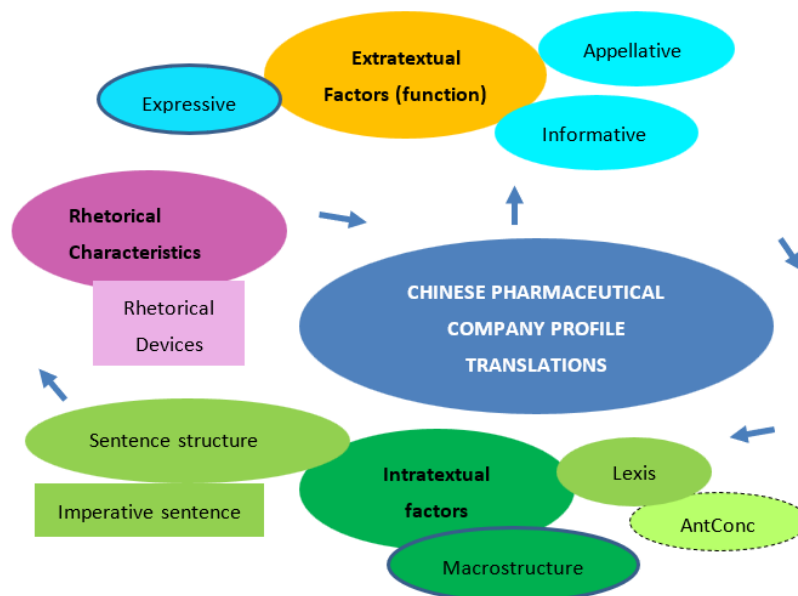 Extratextual
Factors (function)
Appellative
Expressive
Informative
Rhetorical
Characteristics
Rhetorical
Devices
CHINESE PHARMACEUTICAL
COMPANY PROFILE
TRANSLATIONS
Sentence structure
Imperative sentence
Intratextual
factors
Lexis
AntConc
Macrostructure